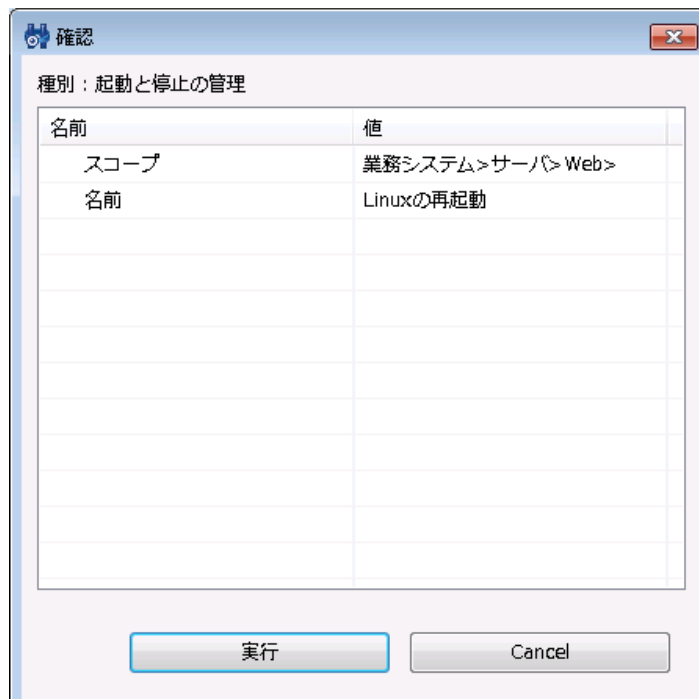 確認
種別：起動と停止の管理
名前 値
スコープ 業務システム>サーバ>Web>
名前 Linuxの再起動
実行 Cancel